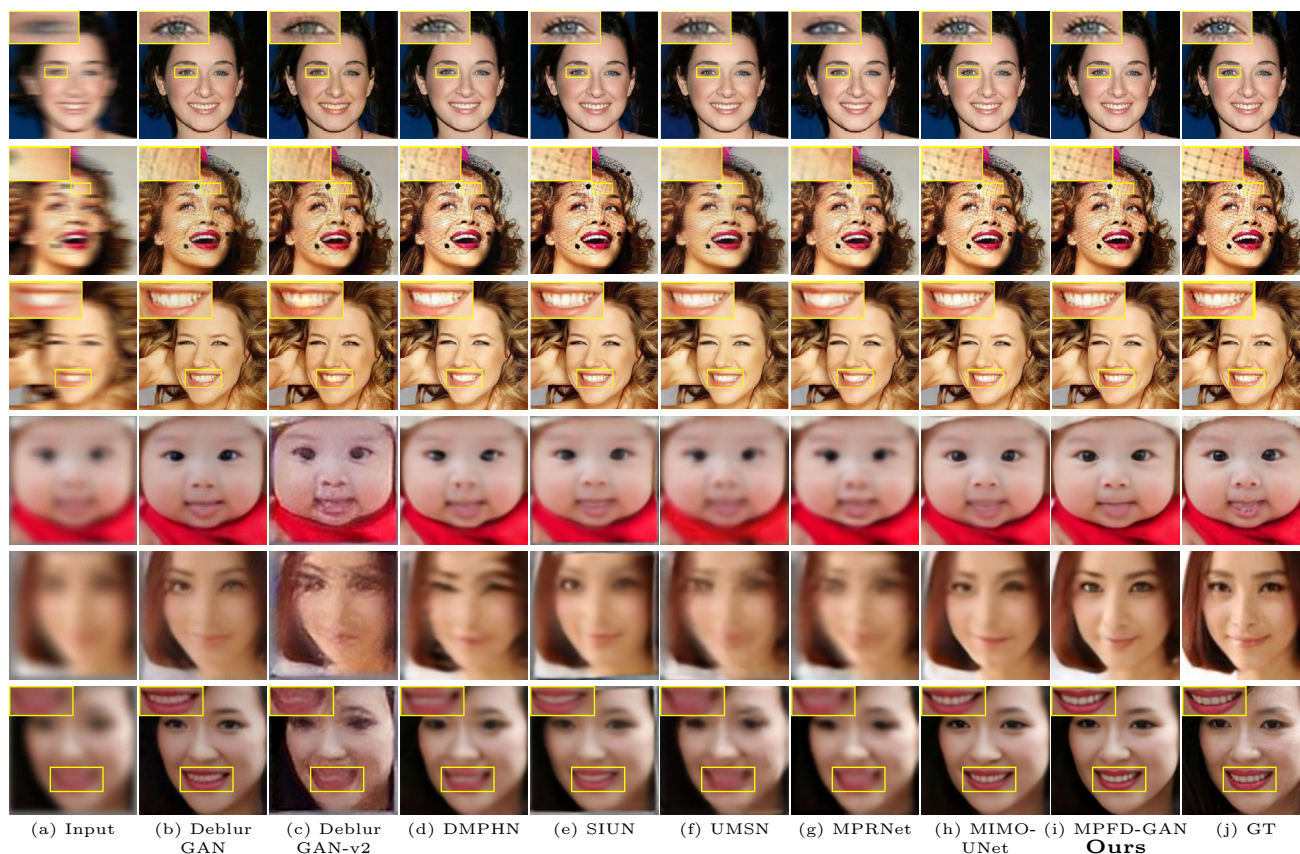 (a) Input (b) Deblur (c) Deblur (d) DMPHN (e) SIUN (f) UMSN (g) MPRNet (h) MIMO- (i) MPFD-GAN (j) GT
GAN GAN-v2 UNet Ours